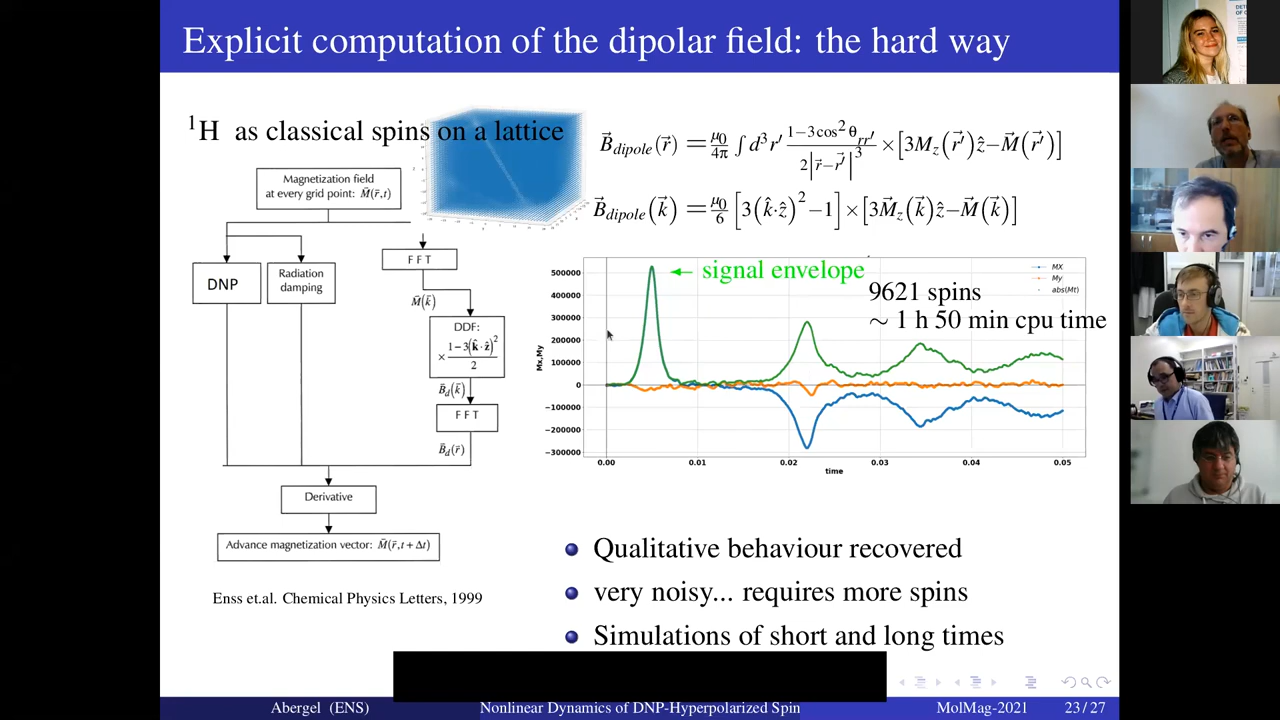 Explicit computation of the dipolar field: the hard way
¹H as classical spins on a lattice
Magnetization field
at every grid point: M⃗(r⃗,t)
DNP
Radiation
damping
F F T
M⃗(k⃗)
DDF:
× 1−3(k̂·ẑ)² / 2
B⃗d(k⃗)
F F T
B⃗d(r⃗)
Derivative
Advance magnetization vector: M⃗(r⃗,t + Δt)
Enss et.al. Chemical Physics Letters, 1999
B⃗dipole(r⃗) = μ0/4π ∫ d³r′ 1−3cos²θrr′ / 2|r⃗−r⃗′|³ × [3Mz(r⃗′)ẑ−M⃗(r⃗′)]
B⃗dipole(k⃗) = μ0/6 [3(k̂·ẑ)²−1] × [3M⃗z(k⃗)ẑ−M⃗(k⃗)]
signal envelope
MX
My
abs(Mt)
9621 spins
∼ 1 h 50 min cpu time
Mx,My
500000
400000
300000
200000
100000
0
−100000
−200000
−300000
0.00 0.01 0.02 0.03 0.04 0.05
time
Qualitative behaviour recovered
very noisy... requires more spins
Simulations of short and long times
Abergel (ENS) Nonlinear Dynamics of DNP-Hyperpolarized Spin MolMag-2021 23 / 27